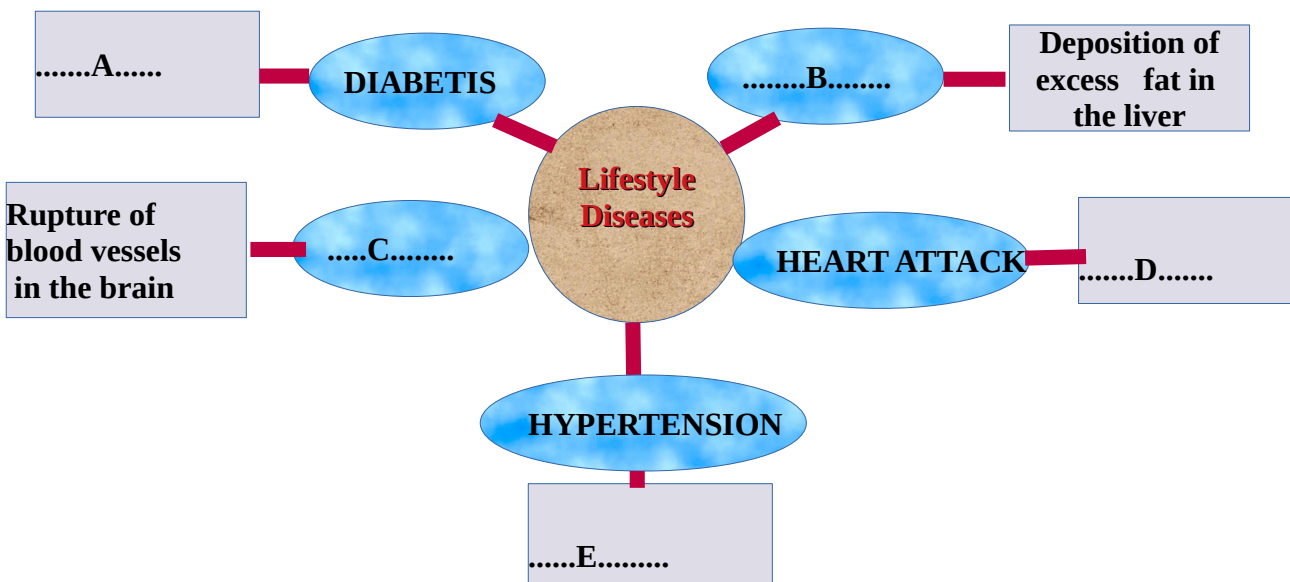 .......A......
DIABETIS
........B........
Deposition of
excess fat in
the liver
Lifestyle
Diseases
Rupture of
blood vessels
in the brain
.....C........
HEART ATTACK
........D.......
HYPERTENSION
......E.........